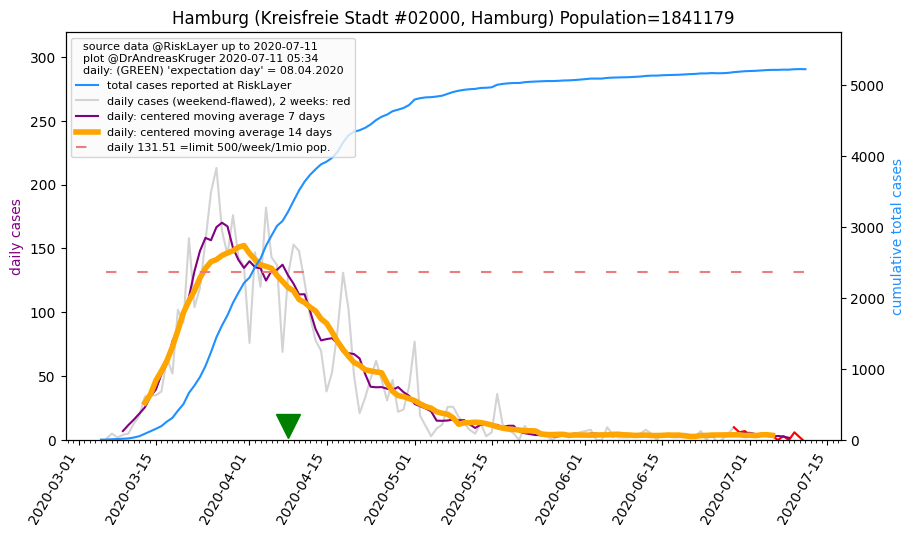 Hamburg (Kreisfreie Stadt #02000, Hamburg) Population=1841179
source data @RiskLayer up to 2020-07-11
plot @DrAndreasKruger 2020-07-11 05:34
daily: (GREEN) 'expectation day' = 08.04.2020
total cases reported at RiskLayer
daily cases (weekend-flawed), 2 weeks: red
daily: centered moving average 7 days
daily: centered moving average 14 days
daily 131.51 =limit 500/week/1mio pop.
daily cases
300
250
200
150
100
50
0
cumulative total cases
5000
4000
3000
2000
1000
0
2020-03-01
2020-03-15
2020-04-01
2020-04-15
2020-05-01
2020-05-15
2020-06-01
2020-06-15
2020-07-01
2020-07-15